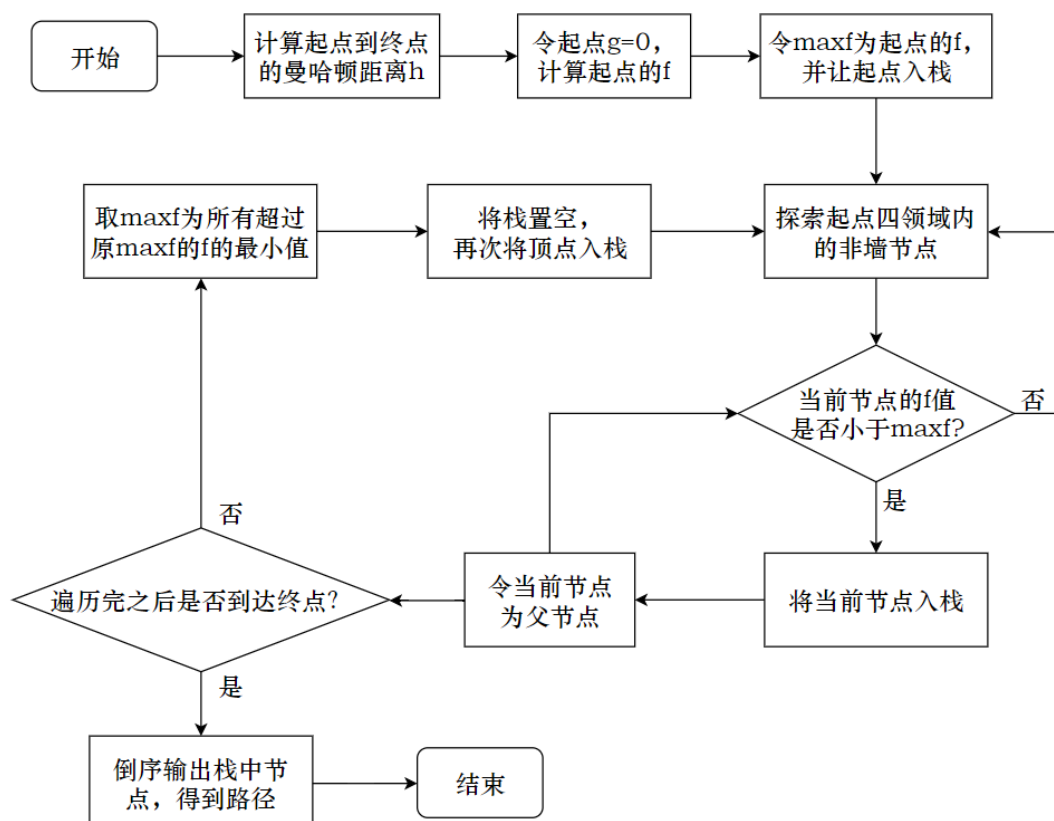 开始
计算起点到终点
的曼哈顿距离h
令起点g=0，
计算起点的f
令maxf为起点的f，
并让起点入栈
取maxf为所有超过
原maxf的f的最小值
将栈置空，
再次将顶点入栈
探索起点四领域内
的非墙节点
当前节点的f值
是否小于maxf?
否
是
将当前节点入栈
令当前节点
为父节点
遍历完之后是否到达终点?
否
是
倒序输出栈中节
点，得到路径
结束